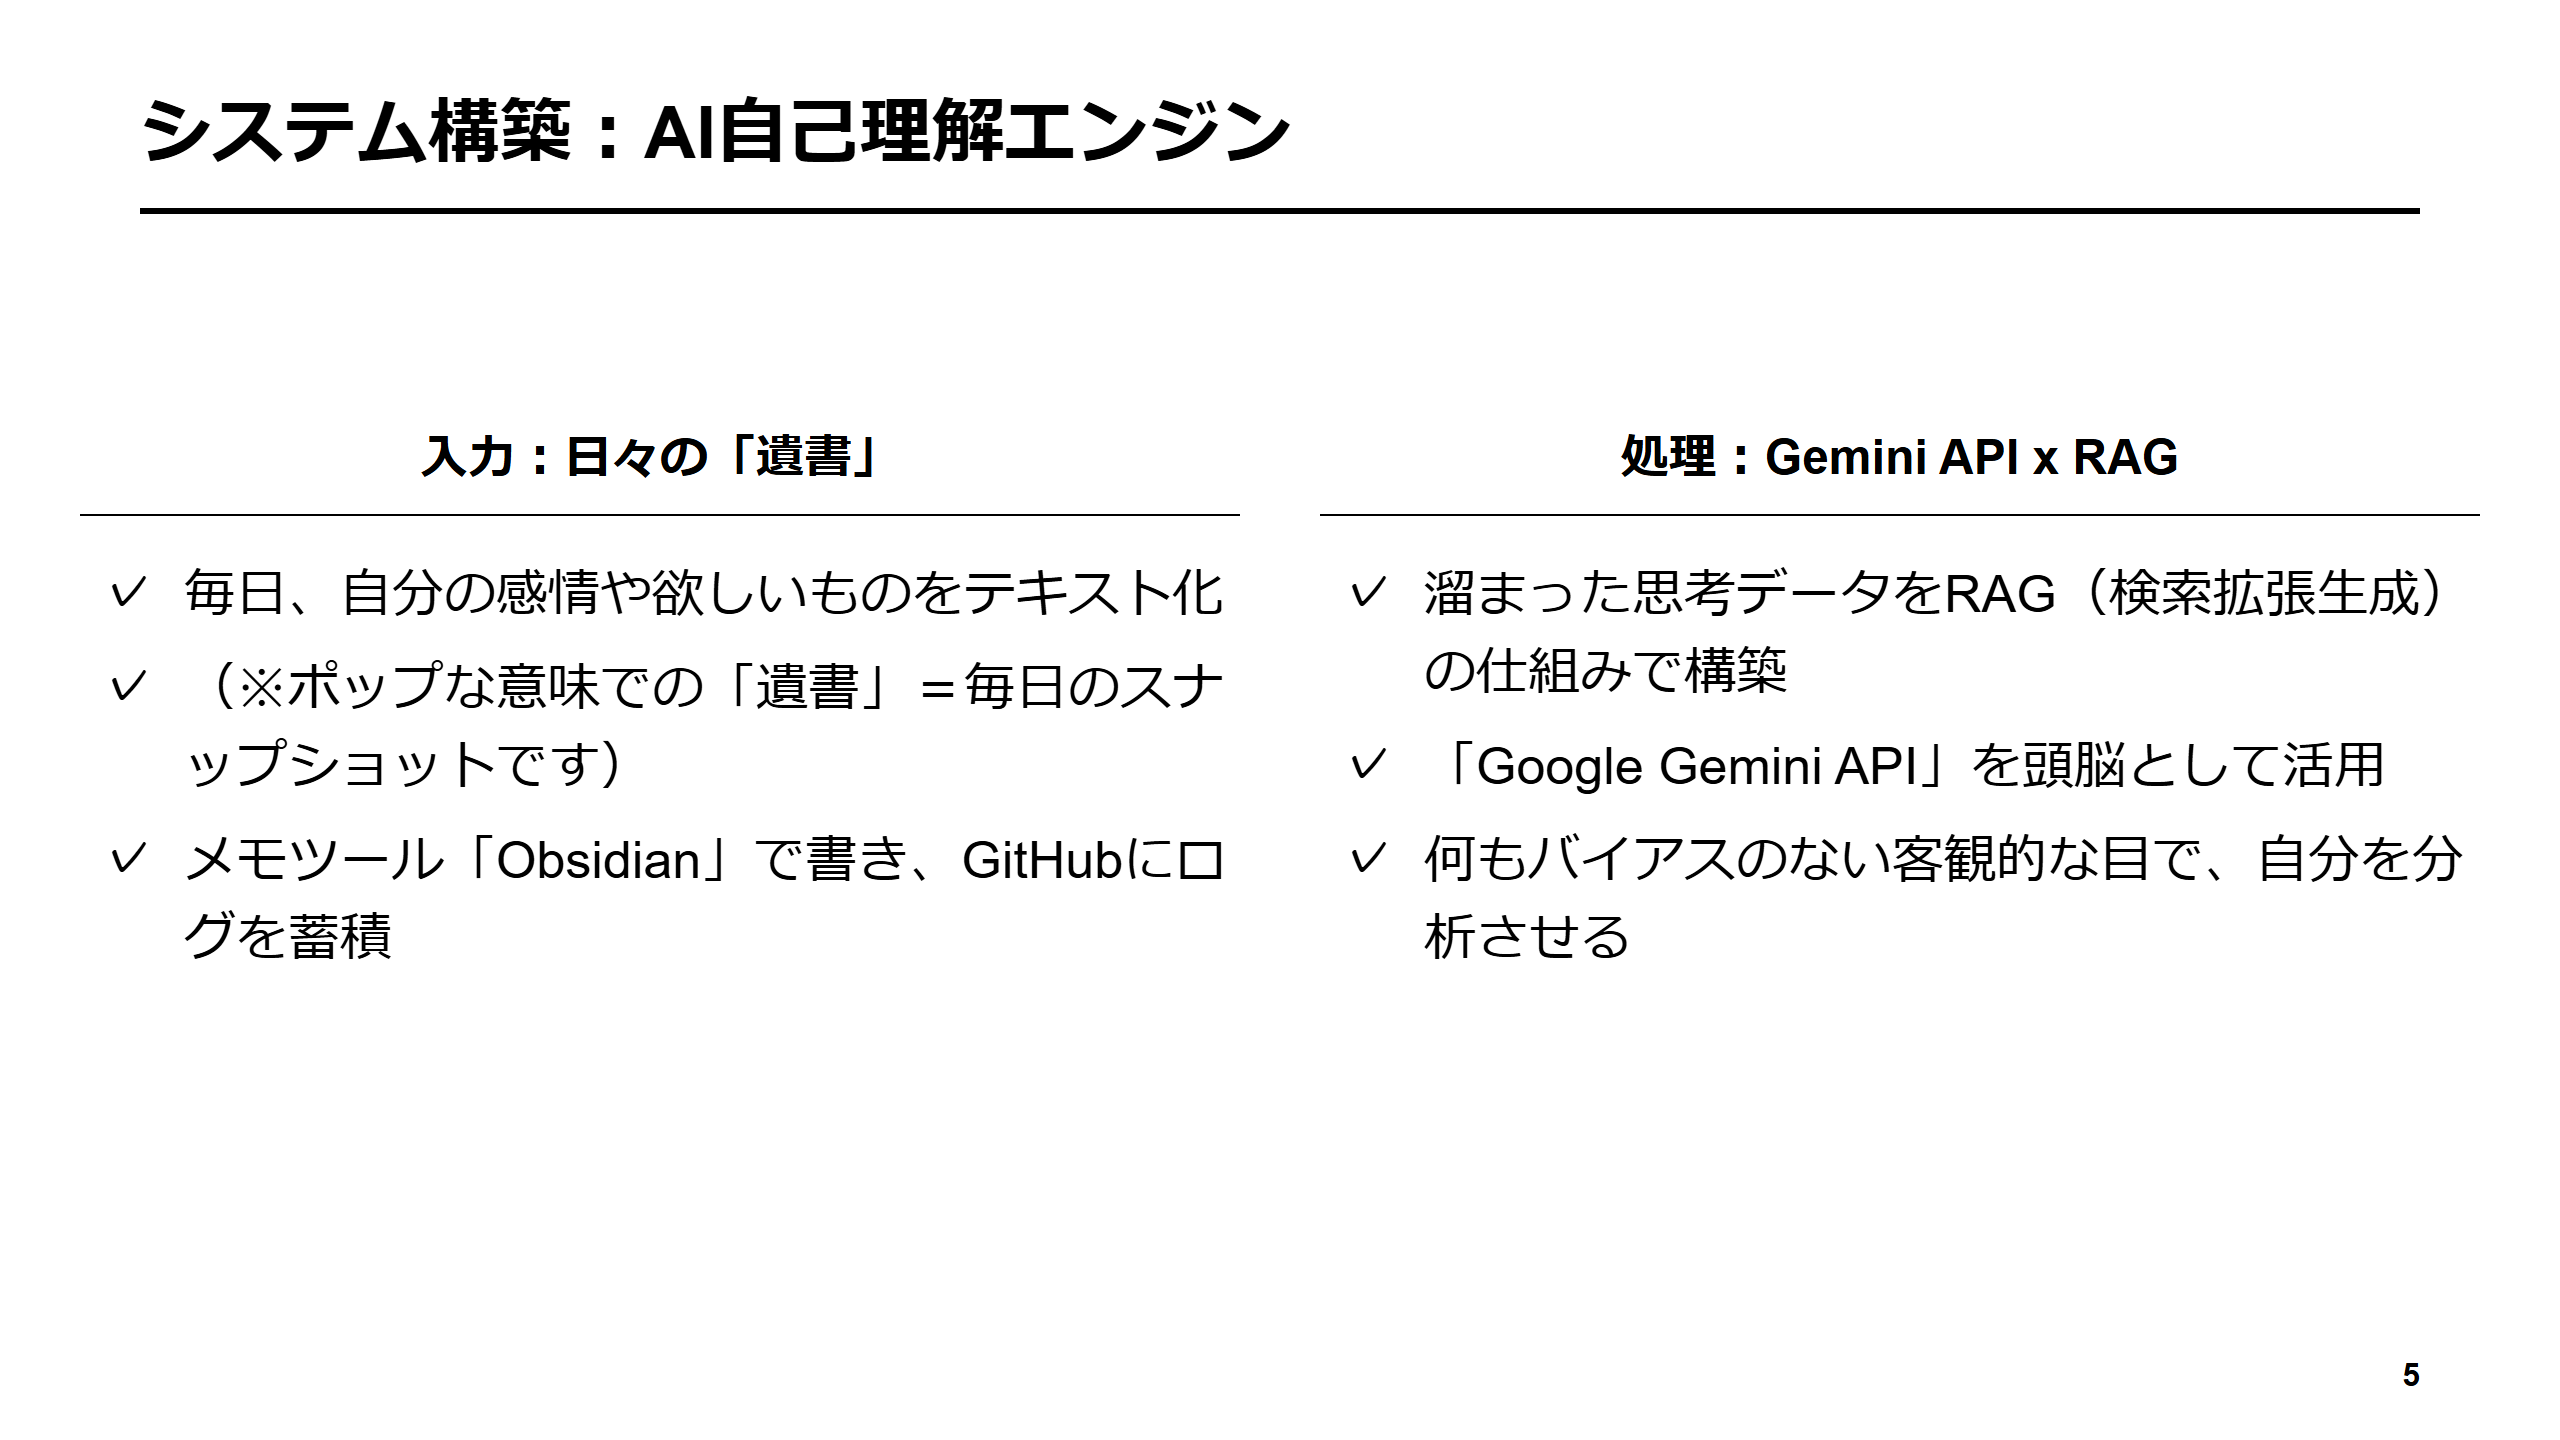 システム構築：AI自己理解エンジン
入力：日々の「遺書」
✓ 毎日、自分の感情や欲しいものをテキスト化
✓ （※ポップな意味での「遺書」＝毎日のスナ
ップショットです）
✓ メモツール「Obsidian」で書き、GitHubにロ
グを蓄積
処理：Gemini API x RAG
✓ 溜まった思考データをRAG（検索拡張生成）
の仕組みで構築
✓ 「Google Gemini API」を頭脳として活用
✓ 何もバイアスのない客観的な目で、自分を分
析させる
5